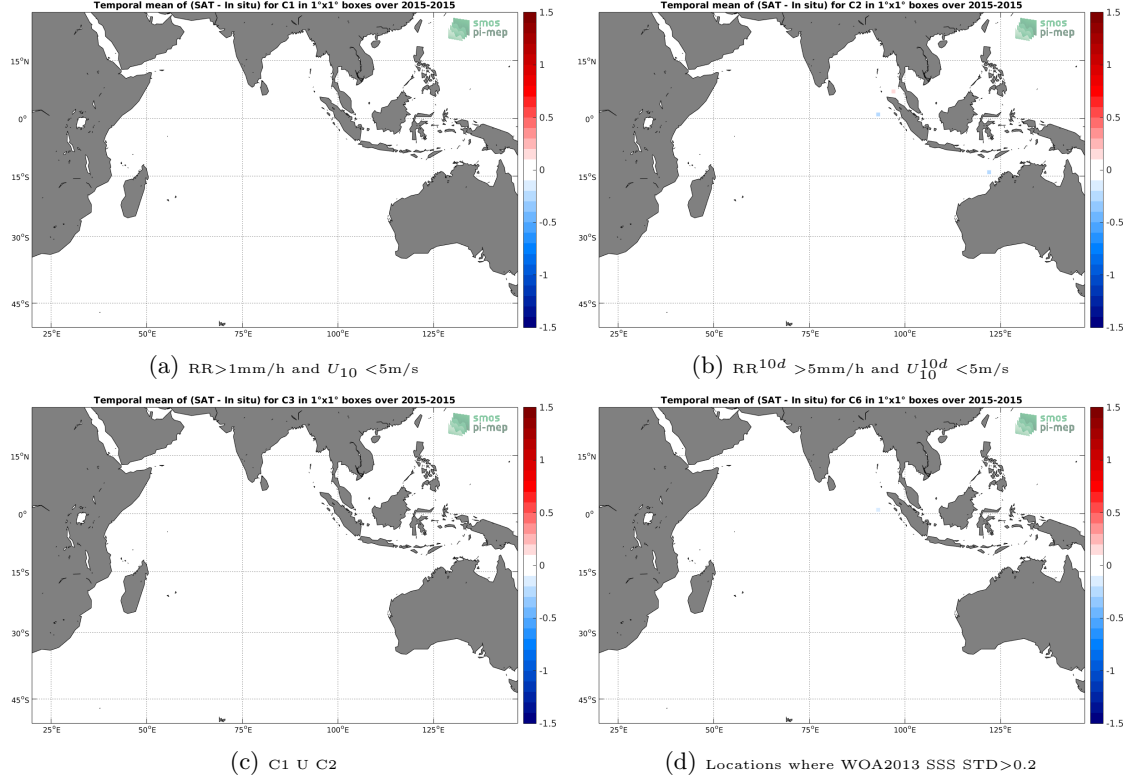 Temporal mean of (SAT - In situ) for C1 in 1°x1° boxes over 2015-2015
smos
pi-mep
15°N
0°
15°S
30°S
45°S
25°E
50°E
75°E
100°E
125°E
1.5
1
0.5
0
-0.5
-1
-1.5
(a) RR>1mm/h and U10 <5m/s
Temporal mean of (SAT - In situ) for C2 in 1°x1° boxes over 2015-2015
smos
pi-mep
15°N
0°
15°S
30°S
45°S
25°E
50°E
75°E
100°E
125°E
1.5
1
0.5
0
-0.5
-1
-1.5
(b) RR^10d >5mm/h and U10^10d <5m/s
Temporal mean of (SAT - In situ) for C3 in 1°x1° boxes over 2015-2015
smos
pi-mep
15°N
0°
15°S
30°S
45°S
25°E
50°E
75°E
100°E
125°E
1.5
1
0.5
0
-0.5
-1
-1.5
(c) C1 U C2
Temporal mean of (SAT - In situ) for C6 in 1°x1° boxes over 2015-2015
smos
pi-mep
15°N
0°
15°S
30°S
45°S
25°E
50°E
75°E
100°E
125°E
1.5
1
0.5
0
-0.5
-1
-1.5
(d) Locations where WOA2013 SSS STD>0.2